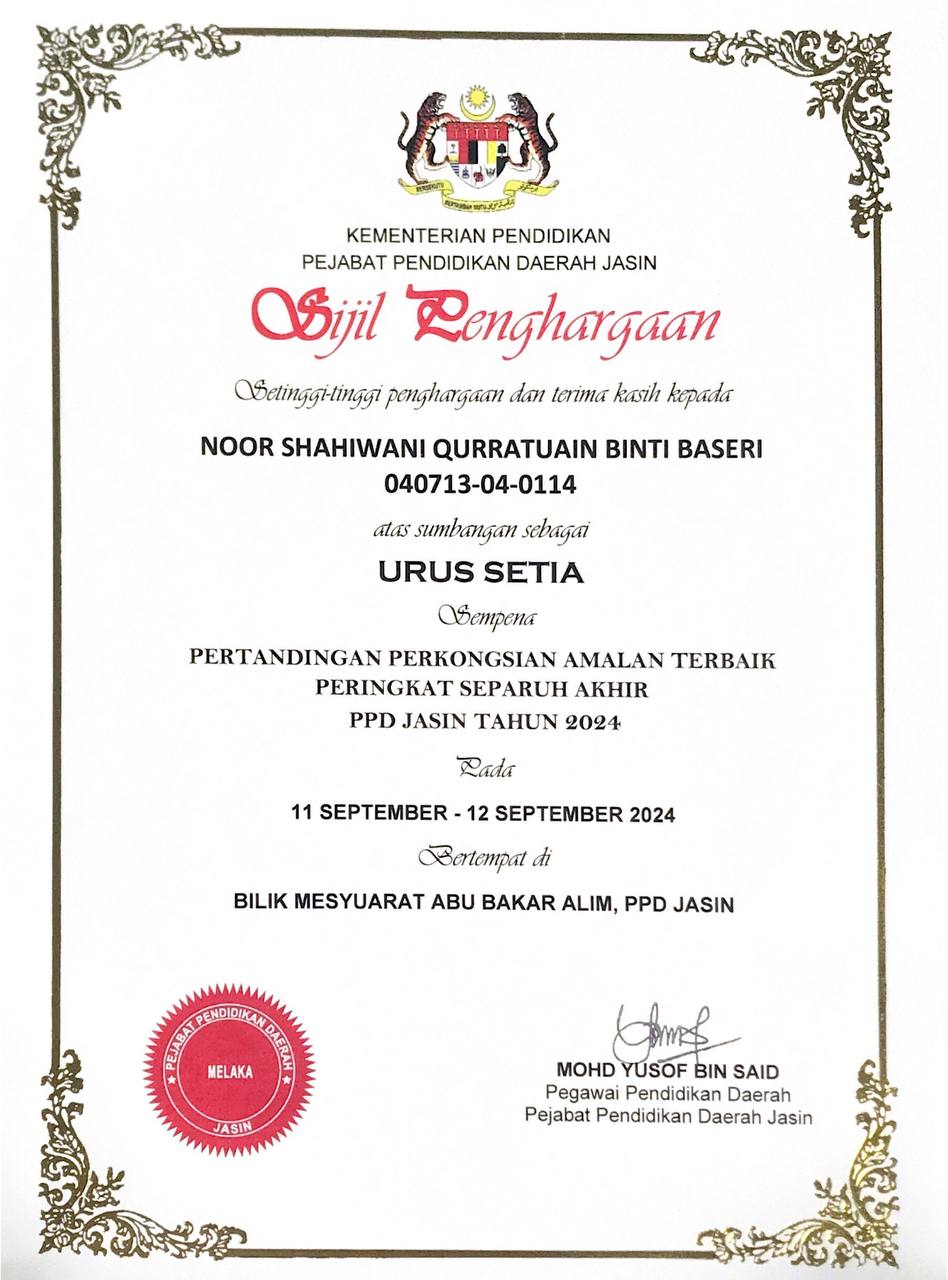 BERSEKUTU
BERTAMBAH MUTU
KEMENTERIAN PENDIDIKAN
PEJABAT PENDIDIKAN DAERAH JASIN
Sijil Penghargaan
Setinggi-tinggi penghargaan dan terima kasih kepada
NOOR SHAHIWANI QURRATUAIN BINTI BASERI
040713-04-0114
atas sumbangan sebagai
URUS SETIA
Sempena
PERTANDINGAN PERKONGSIAN AMALAN TERBAIK
PERINGKAT SEPARUH AKHIR
PPD JASIN TAHUN 2024
Pada
11 SEPTEMBER - 12 SEPTEMBER 2024
Bertempat di
BILIK MESYUARAT ABU BAKAR ALIM, PPD JASIN
PEJABAT PENDIDIKAN DAERAH
MELAKA
JASIN
MOHD YUSOF BIN SAID
Pegawai Pendidikan Daerah
Pejabat Pendidikan Daerah Jasin